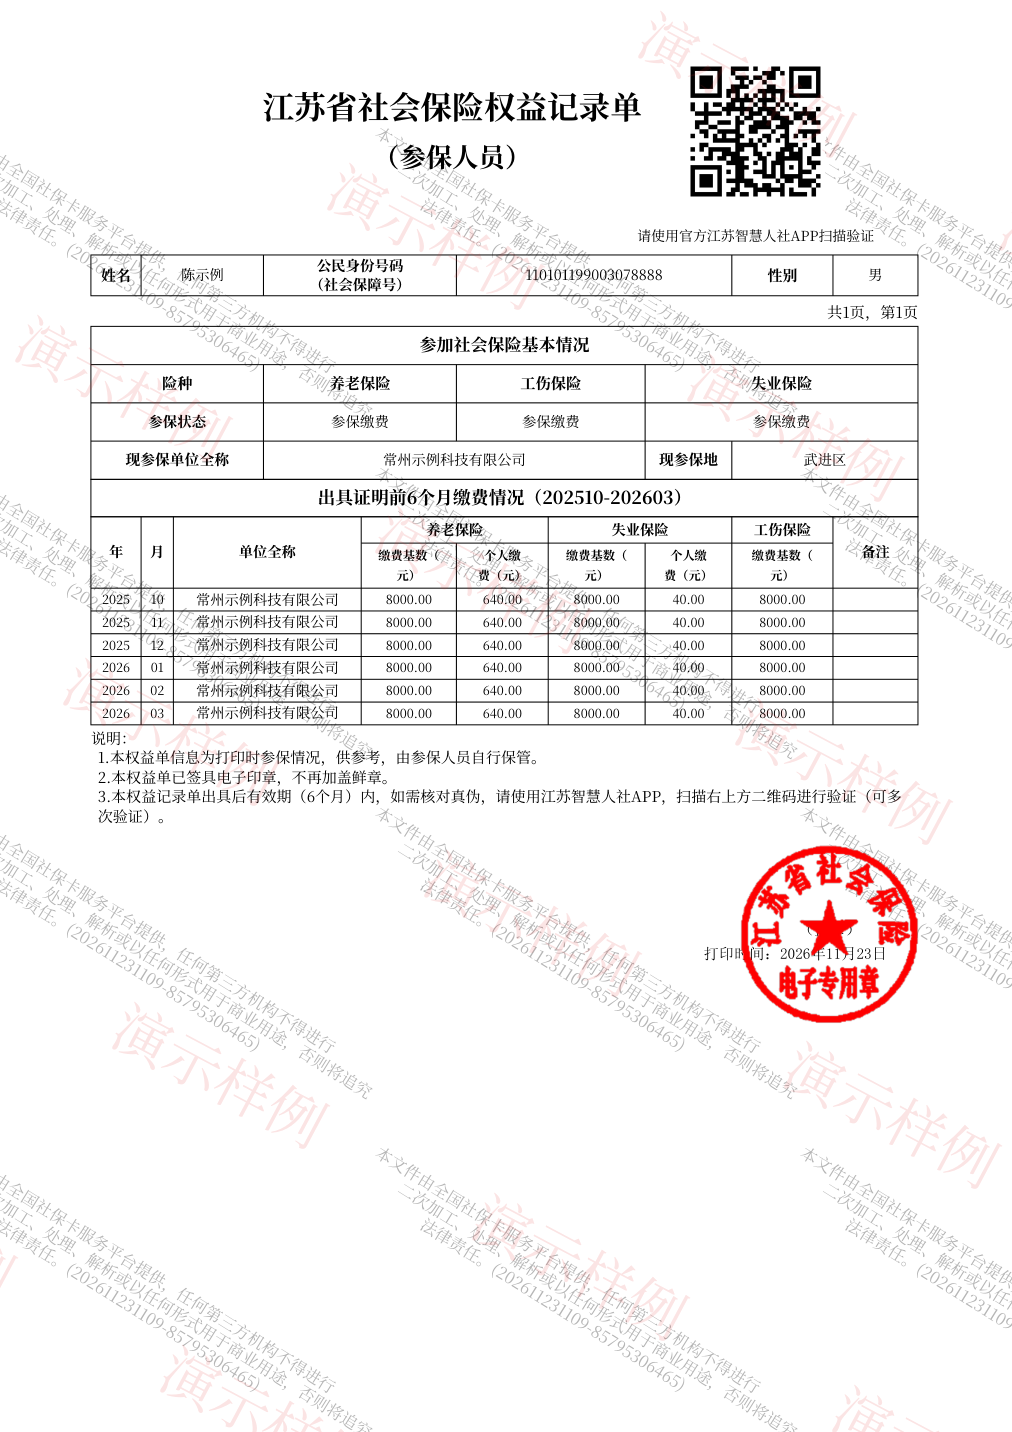 江苏省社会保险权益记录单
（参保人员）
请使用官方江苏智慧人社APP扫描验证
姓名 陈示例 公民身份号码（社会保障号） 110101199003078888 性别 男
共1页，第1页
参加社会保险基本情况
险种 养老保险 工伤保险 失业保险
参保状态 参保缴费 参保缴费 参保缴费
现参保单位全称 常州示例科技有限公司 现参保地 武进区
出具证明前6个月缴费情况（202510-202603）
年 月 单位全称 养老保险 失业保险 工伤保险 备注
缴费基数（元） 个人缴费（元） 缴费基数（元） 个人缴费（元） 缴费基数（元）
2025 10 常州示例科技有限公司 8000.00 640.00 8000.00 40.00 8000.00
2025 11 常州示例科技有限公司 8000.00 640.00 8000.00 40.00 8000.00
2025 12 常州示例科技有限公司 8000.00 640.00 8000.00 40.00 8000.00
2026 01 常州示例科技有限公司 8000.00 640.00 8000.00 40.00 8000.00
2026 02 常州示例科技有限公司 8000.00 640.00 8000.00 40.00 8000.00
2026 03 常州示例科技有限公司 8000.00 640.00 8000.00 40.00 8000.00
说明：
1.本权益单信息为打印时参保情况，供参考，由参保人员自行保管。
2.本权益单已签具电子印章，不再加盖鲜章。
3.本权益记录单出具后有效期（6个月）内，如需核对真伪，请使用江苏智慧人社APP，扫描右上方二维码进行验证（可多
次验证）。
江苏省社会保险
电子专用章
打印时间：2026年11月23日
本文件由全国社保卡服务平台提供，任何第三方机构不得进行
二次加工、处理、解析或以任何形式用于商业用途，否则将追究
法律责任。(202611231109-85795306465)
演示样例